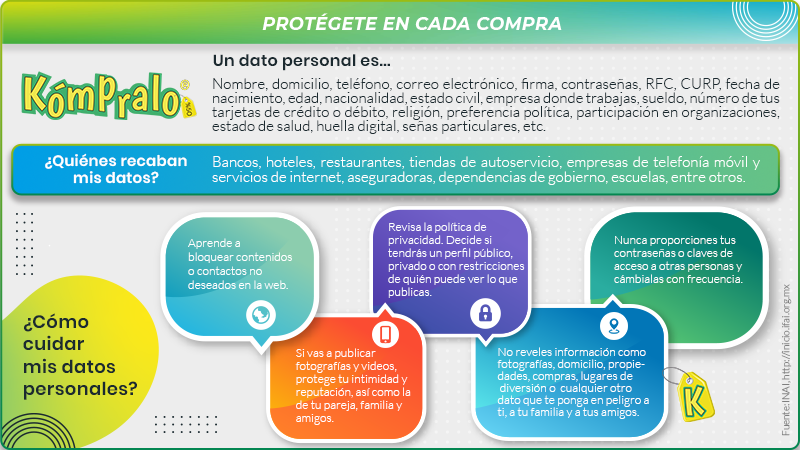 PROTÉGETE EN CADA COMPRA
KómPralo
%
Un dato personal es...
Nombre, domicilio, teléfono, correo electrónico, firma, contraseñas, RFC, CURP, fecha de
nacimiento, edad, nacionalidad, estado civil, empresa donde trabajas, sueldo, número de tus
tarjetas de crédito o débito, religión, preferencia política, participación en organizaciones,
estado de salud, huella digital, señas particulares, etc.
¿Quiénes recaban
mis datos?
Bancos, hoteles, restaurantes, tiendas de autoservicio, empresas de telefonía móvil y
servicios de internet, aseguradoras, dependencias de gobierno, escuelas, entre otros.
¿Cómo
cuidar
mis datos
personales?
Aprende a
bloquear contenidos
o contactos no
deseados en la web.
Si vas a publicar
fotografías y videos,
protege tu intimidad y
reputación, así como la
de tu pareja, familia y
amigos.
Revisa la política de
privacidad. Decide si
tendrás un perfil público,
privado o con restricciones
de quién puede ver lo que
publicas.
No reveles información como
fotografías, domicilio, propie-
dades, compras, lugares de
diversión o cualquier otro
dato que te ponga en peligro a
ti, a tu familia y a tus amigos.
Nunca proporciones tus
contraseñas o claves de
acceso a otras personas y
cámbialas con frecuencia.
K
Fuente: INAI, http://inicio.ifai.org.mx